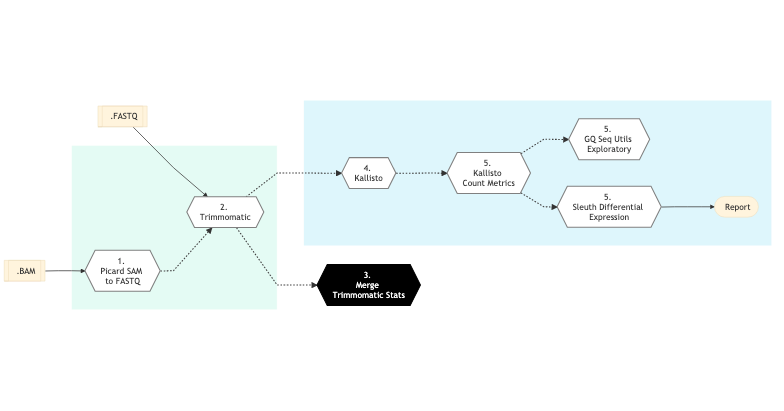 .FASTQ
.BAM
1.
Picard SAM
to FASTQ
2.
Trimmomatic
3.
Merge
Trimmomatic Stats
4.
Kallisto
5.
Kallisto
Count Metrics
5.
GQ Seq Utils
Exploratory
5.
Sleuth Differential
Expression
Report